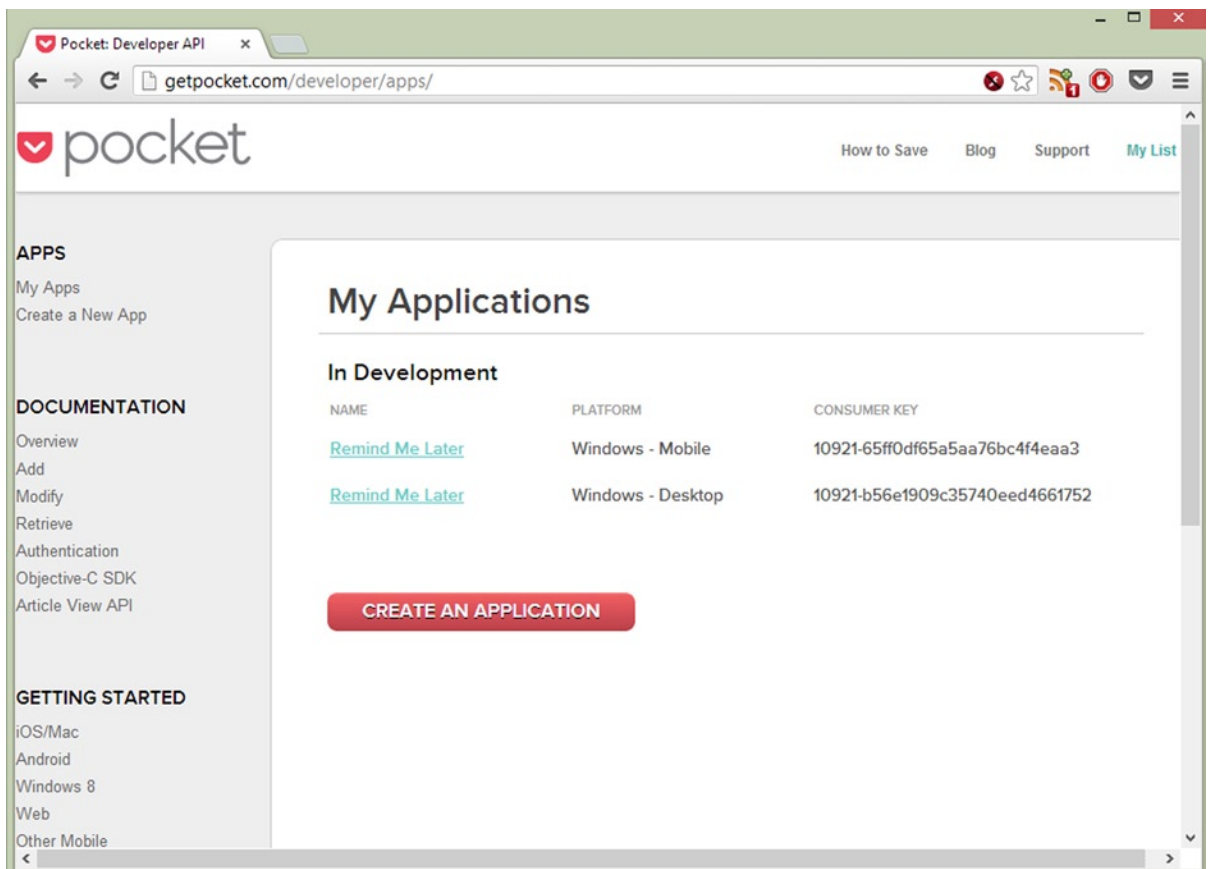 Pocket: Developer API
getpocket.com/developer/apps/
1
pocket
How to Save Blog Support My List
APPS
My Apps
Create a New App
DOCUMENTATION
Overview
Add
Modify
Retrieve
Authentication
Objective-C SDK
Article View API
GETTING STARTED
iOS/Mac
Android
Windows 8
Web
Other Mobile
My Applications
In Development
NAME PLATFORM CONSUMER KEY
Remind Me Later Windows - Mobile 10921-65ff0df65a5aa76bc4f4eaa3
Remind Me Later Windows - Desktop 10921-b56e1909c35740eed4661752
CREATE AN APPLICATION